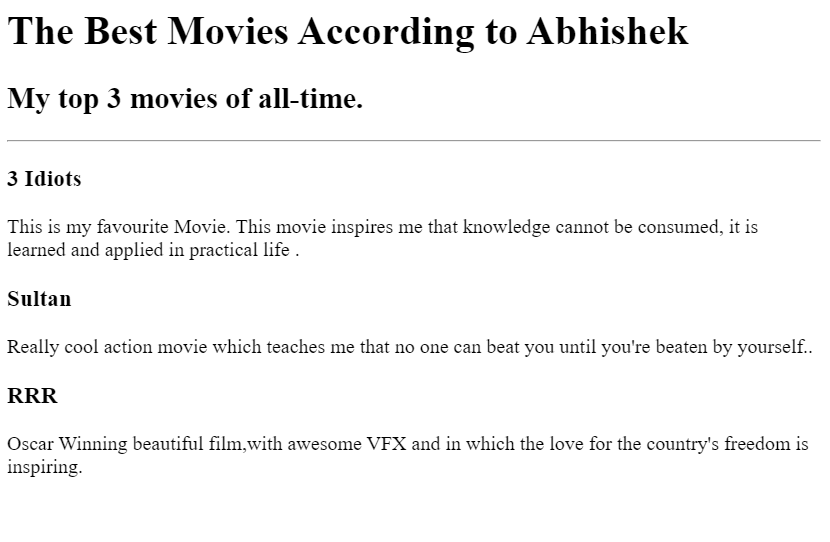 The Best Movies According to Abhishek
My top 3 movies of all-time.
3 Idiots
This is my favourite Movie. This movie inspires me that knowledge cannot be consumed, it is
learned and applied in practical life .
Sultan
Really cool action movie which teaches me that no one can beat you until you're beaten by yourself..
RRR
Oscar Winning beautiful film,with awesome VFX and in which the love for the country's freedom is
inspiring.